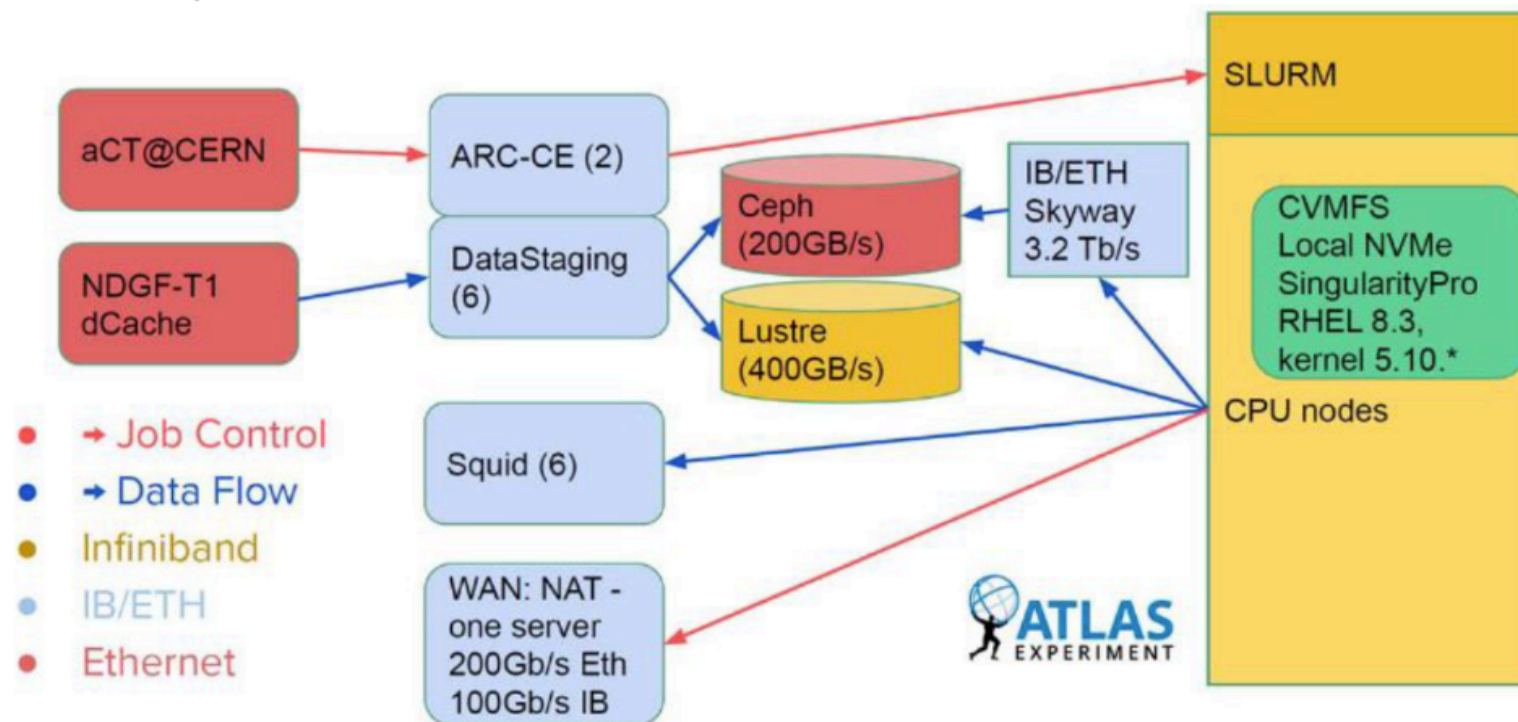 aCT@CERN
ARC-CE (2)
SLURM
NDGF-T1
dCache
DataStaging
(6)
Ceph
(200GB/s)
Lustre
(400GB/s)
IB/ETH
Skyway
3.2 Tb/s
CVMFS
Local NVMe
SingularityPro
RHEL 8.3,
kernel 5.10.*
CPU nodes
Squid (6)
WAN: NAT -
one server
200Gb/s Eth
100Gb/s IB
• → Job Control
• → Data Flow
• Infiniband
• IB/ETH
• Ethernet
ATLAS
EXPERIMENT